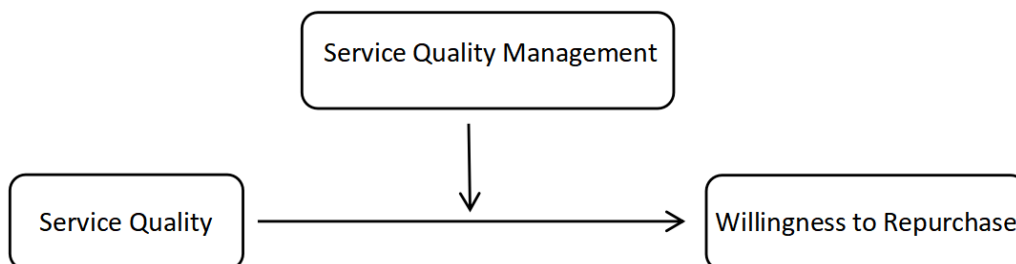 Service Quality Management
Service Quality
Willingness to Repurchase